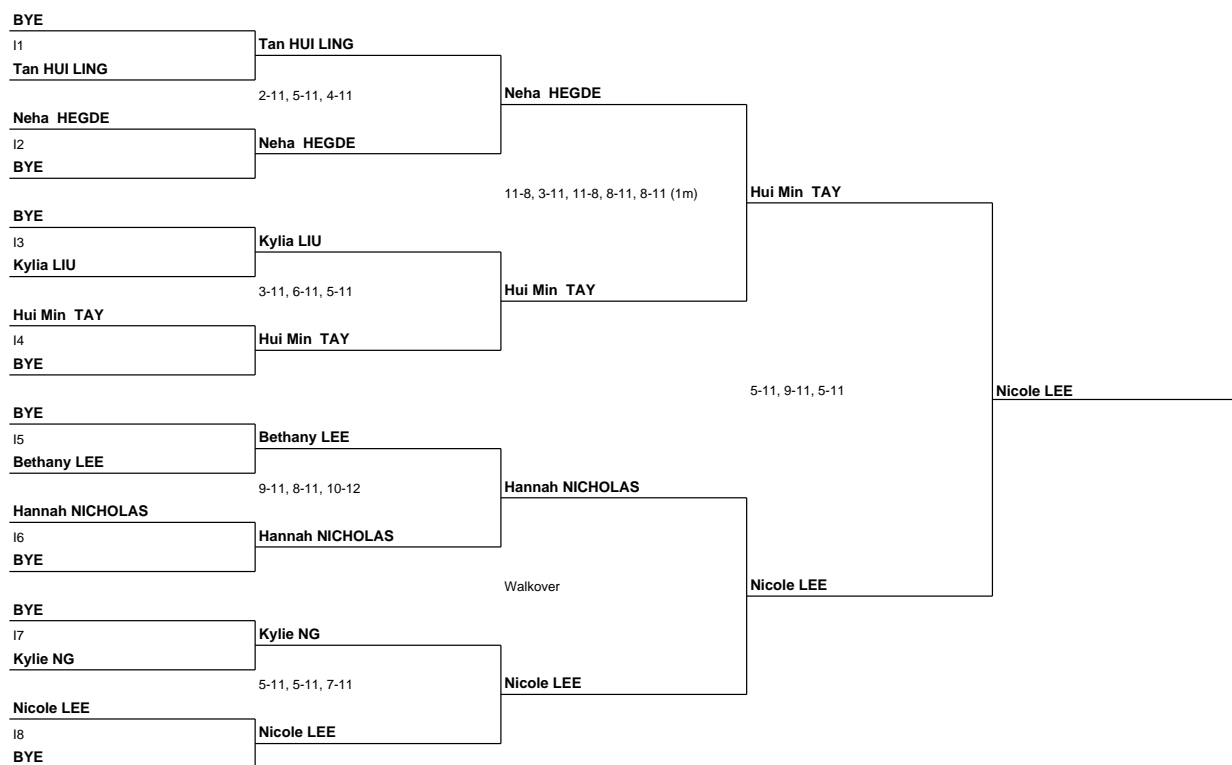 BYE
I1
Tan HUI LING
Tan HUI LING
2-11, 5-11, 4-11
Neha HEGDE
Neha HEGDE
I2
Neha HEGDE
BYE
11-8, 3-11, 11-8, 8-11, 8-11 (1m)
Hui Min TAY
BYE
I3
Kylia LIU
Kylia LIU
3-11, 6-11, 5-11
Hui Min TAY
Hui Min TAY
I4
Hui Min TAY
BYE
5-11, 9-11, 5-11
Nicole LEE
BYE
I5
Bethany LEE
Bethany LEE
9-11, 8-11, 10-12
Hannah NICHOLAS
Hannah NICHOLAS
I6
Hannah NICHOLAS
BYE
Walkover
Nicole LEE
BYE
I7
Kylie NG
Kylie NG
5-11, 5-11, 7-11
Nicole LEE
Nicole LEE
I8
Nicole LEE
BYE